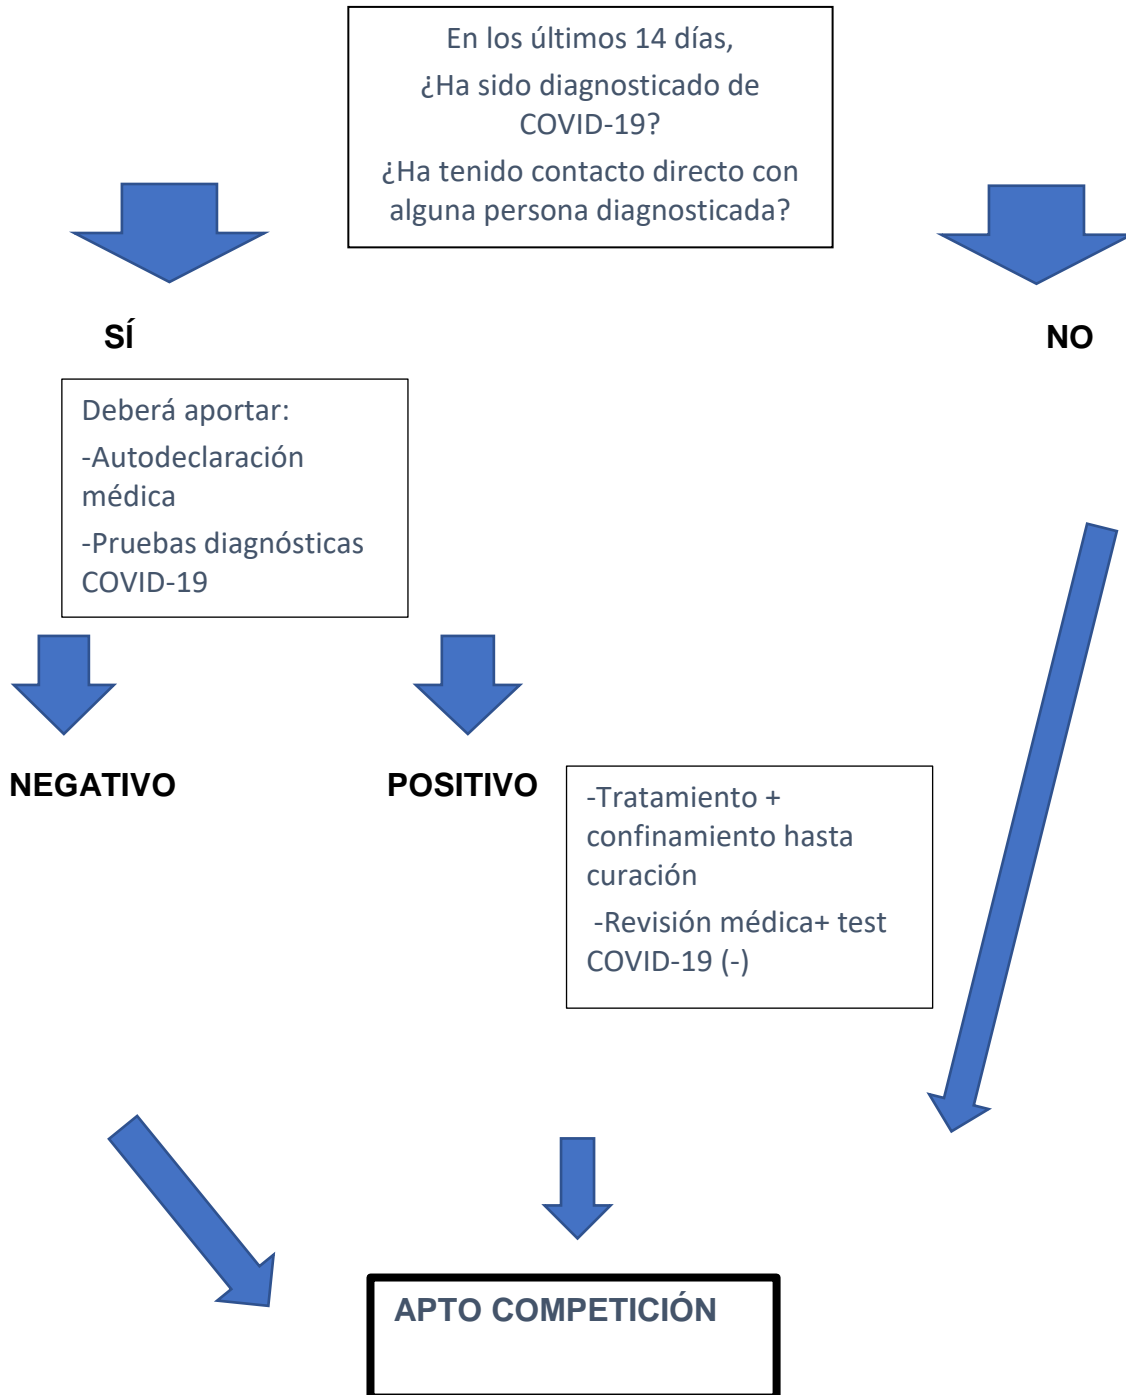 En los últimos 14 días,
¿Ha sido diagnosticado de
COVID-19?
¿Ha tenido contacto directo con
alguna persona diagnosticada?
SÍ
NO
Deberá aportar:
-Autodeclaración
médica
-Pruebas diagnósticas
COVID-19
NEGATIVO
POSITIVO
-Tratamiento +
confinamiento hasta
curación
-Revisión médica+ test
COVID-19 (-)
APTO COMPETICIÓN